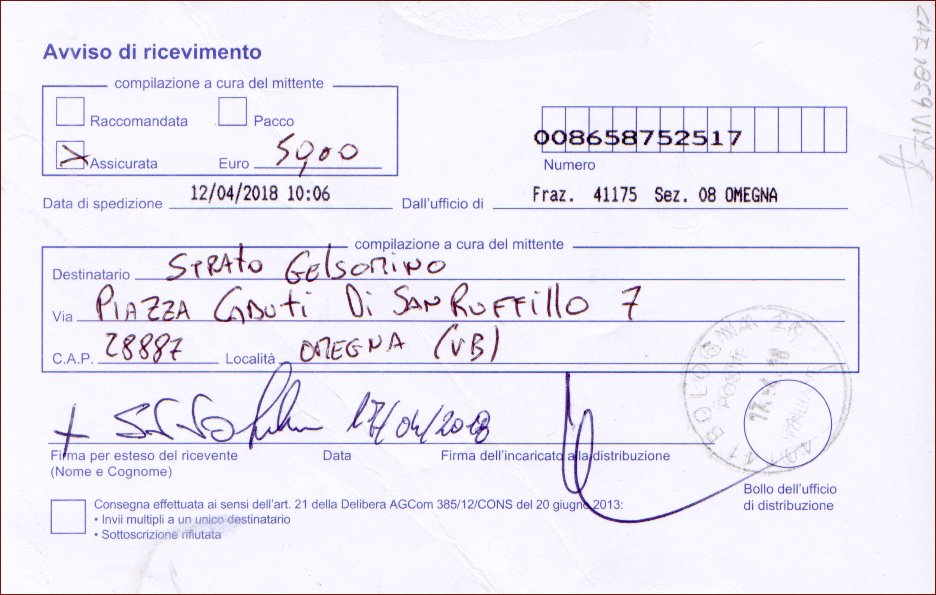 Avviso di ricevimento
compilazione a cura del mittente
Raccomandata Pacco
Assicurata Euro 50,00
008658752517
Numero
Data di spedizione 12/04/2018 10:06 Dall'ufficio di Fraz. 41175 Sez. 08 OMEGNA
compilazione a cura del mittente
Destinatario STRATO GELSOMINO
Via PIAZZA CADUTI DI SAN RUFFILLO 7
C.A.P. 28887 Località OMEGNA (VB)
17/04/2018
Firma per esteso del ricevente Data Firma dell'incaricato alla distribuzione
(Nome e Cognome)
BOLOGNA
Bollo dell'ufficio
di distribuzione
Consegna effettuata ai sensi dell'art. 21 della Delibera AGCom 385/12/CONS del 20 giugno 2013:
• Invii multipli a un unico destinatario
• Sottoscrizione rifiutata